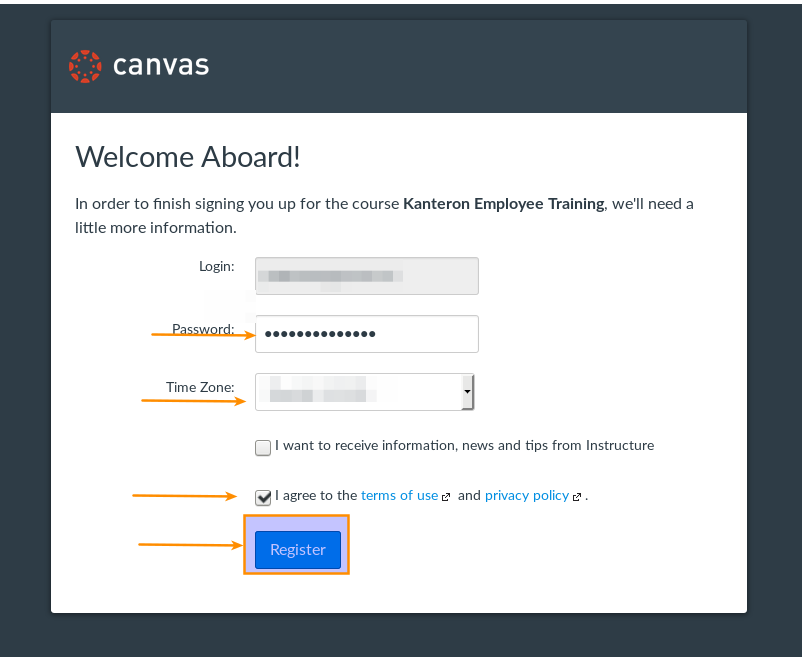 canvas
Welcome Aboard!
In order to finish signing you up for the course Kanteron Employee Training, we'll need a
little more information.
Login:
Password: ••••••••••••••
Time Zone:
I want to receive information, news and tips from Instructure
I agree to the terms of use and privacy policy .
Register